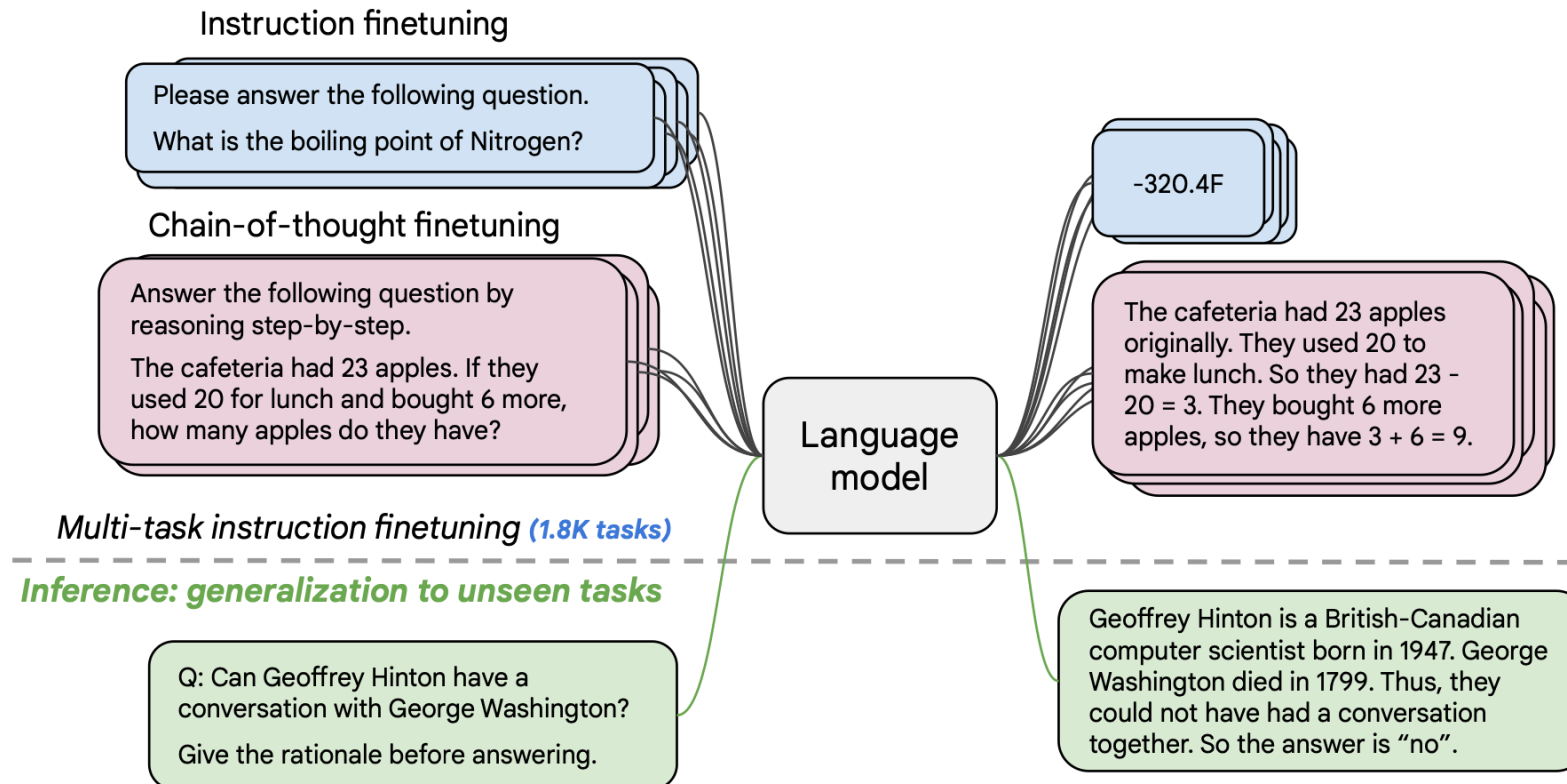 Instruction finetuning
Please answer the following question.
What is the boiling point of Nitrogen?
-320.4F
Chain-of-thought finetuning
Answer the following question by
reasoning step-by-step.
The cafeteria had 23 apples. If they
used 20 for lunch and bought 6 more,
how many apples do they have?
Language
model
The cafeteria had 23 apples
originally. They used 20 to
make lunch. So they had 23 -
20 = 3. They bought 6 more
apples, so they have 3 + 6 = 9.
Multi-task instruction finetuning (1.8K tasks)
Inference: generalization to unseen tasks
Q: Can Geoffrey Hinton have a
conversation with George Washington?
Give the rationale before answering.
Geoffrey Hinton is a British-Canadian
computer scientist born in 1947. George
Washington died in 1799. Thus, they
could not have had a conversation
together. So the answer is “no”.